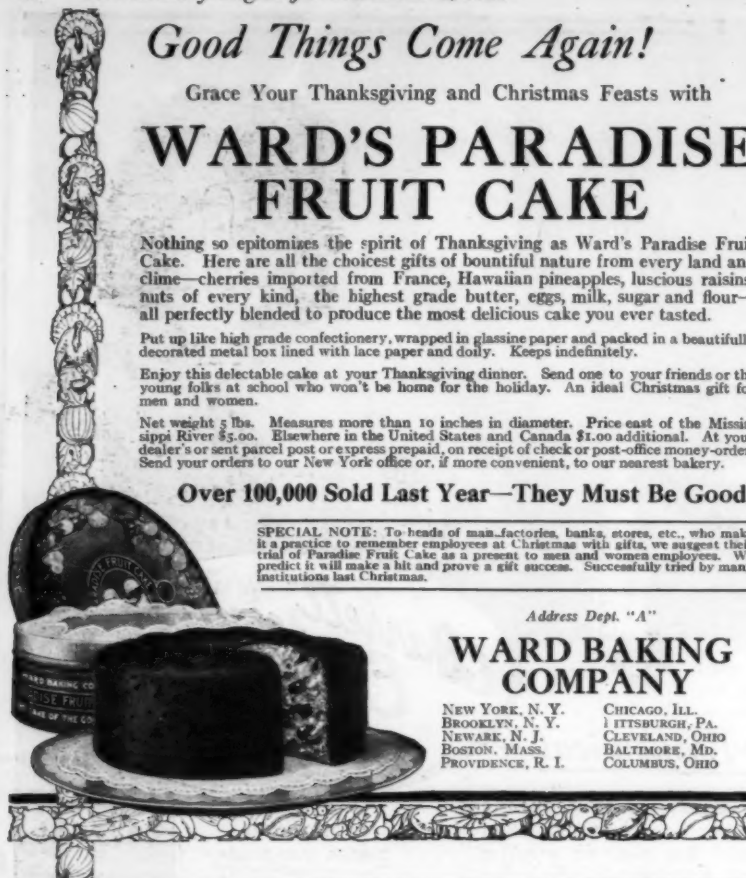 Good Things Come Again!
Grace Your Thanksgiving and Christmas Feasts with
WARD'S PARADISE
FRUIT CAKE
Nothing so epitomizes the spirit of Thanksgiving as Ward's Paradise Frui
Cake. Here are all the choicest gifts of bountiful nature from every land an
clime—cherries imported from France, Hawaiian pineapples, luscious raisins
nuts of every kind, the highest grade butter, eggs, milk, sugar and flour—
all perfectly blended to produce the most delicious cake you ever tasted.
Put up like high grade confectionery, wrapped in glassine paper and packed in a beautifull
decorated metal box lined with lace paper and doily. Keeps indefinitely.
Enjoy this delectable cake at your Thanksgiving dinner. Send one to your friends or th
young folks at school who won't be home for the holiday. An ideal Christmas gift fo
men and women.
Net weight 5 lbs. Measures more than 10 inches in diameter. Price east of the Missis
sippi River $5.00. Elsewhere in the United States and Canada $1.00 additional. At you
dealer's or sent parcel post or express prepaid, on receipt of check or post-office money-order
Send your orders to our New York office or, if more convenient, to our nearest bakery.
Over 100,000 Sold Last Year—They Must Be Good
SPECIAL NOTE: To heads of man factories, banks, stores, etc., who mak
it a practice to remember employees at Christmas with gifts, we suggest thei
trial of Paradise Fruit Cake as a present to men and women employees. W
predict it will make a hit and prove a gift success. Successfully tried by man
institutions last Christmas.
Address Dept. "A"
WARD BAKING
COMPANY
NEW YORK, N. Y.
BROOKLYN, N. Y.
NEWARK, N. J.
BOSTON, MASS.
PROVIDENCE, R. I.
CHICAGO, ILL.
PITTSBURGH, PA.
CLEVELAND, OHIO
BALTIMORE, MD.
COLUMBUS, OHIO
ADISE FRUIT CAKE
WARD BAKING CO
ADISE FRUI
OF THE GO